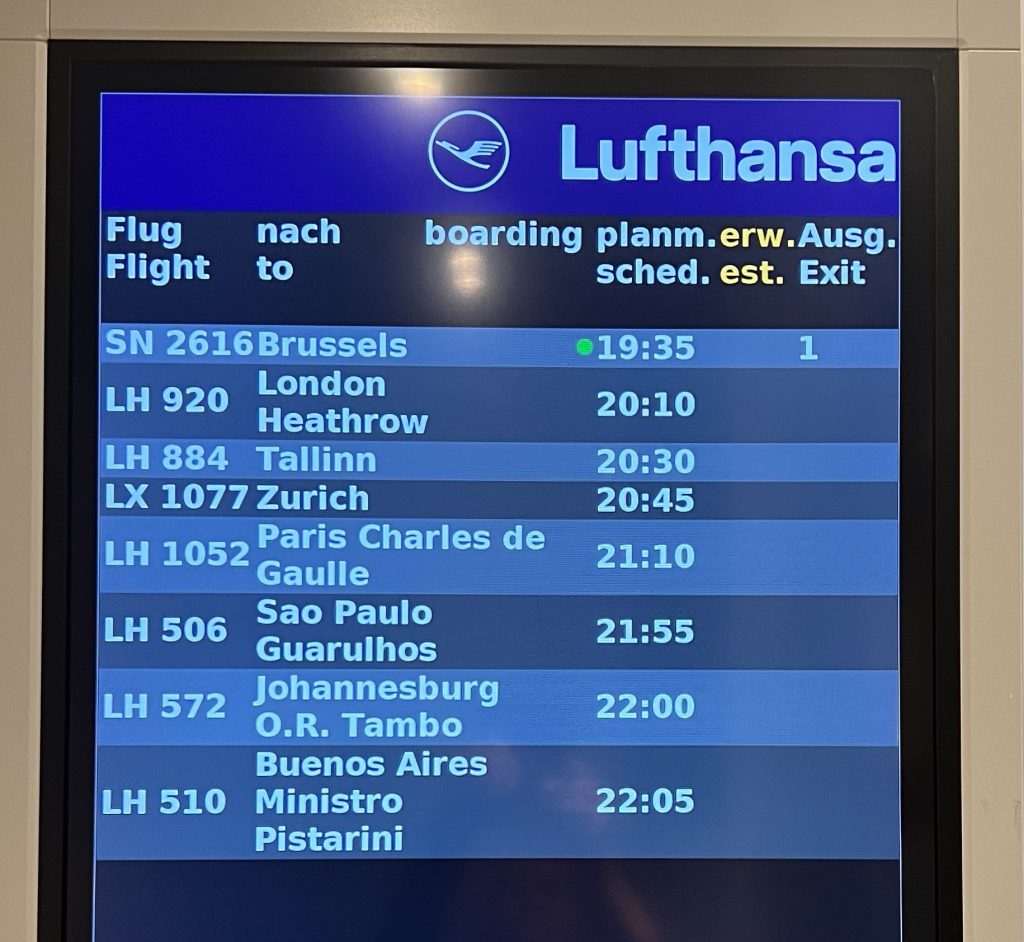 Lufthansa
Flug nach boarding planm. erw. Ausg.
Flight to sched. est. Exit
SN 2616 Brussels 19:35 1
LH 920 London Heathrow 20:10
LH 884 Tallinn 20:30
LX 1077 Zurich 20:45
LH 1052 Paris Charles de Gaulle 21:10
LH 506 Sao Paulo Guarulhos 21:55
LH 572 Johannesburg O.R. Tambo 22:00
LH 510 Buenos Aires Ministro Pistarini 22:05